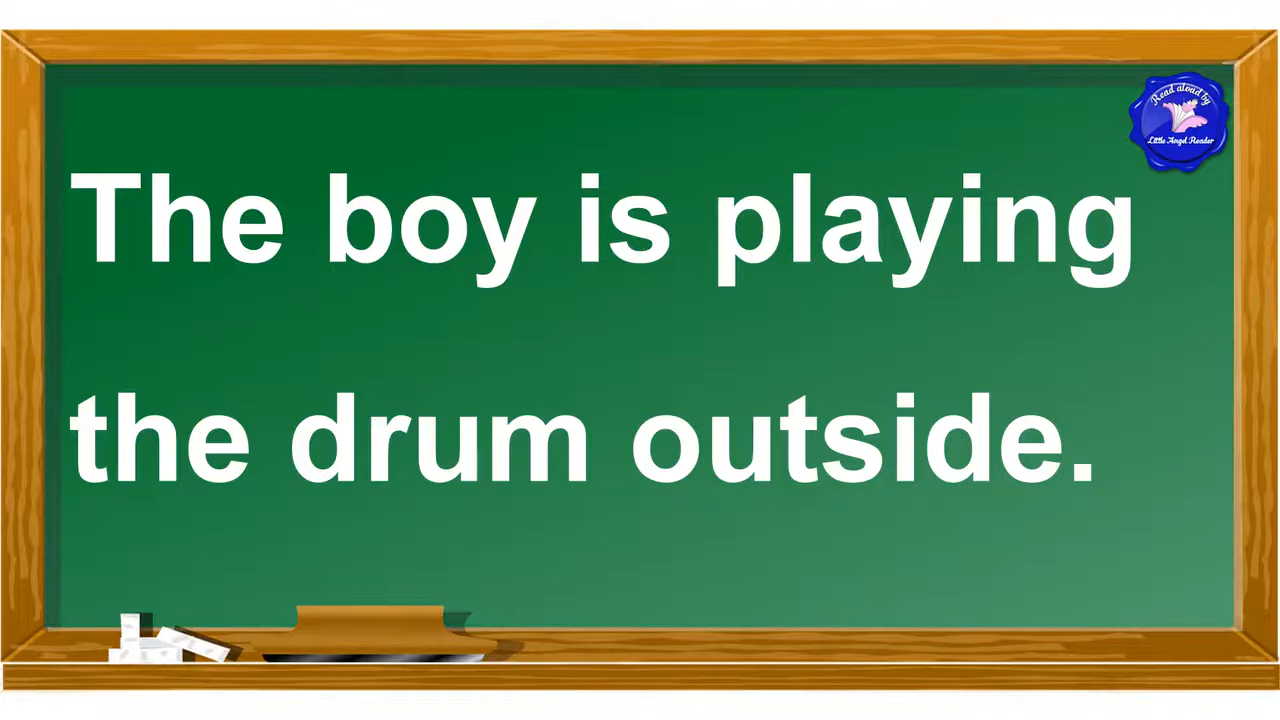 Read aloud by
Little Angel Reader
The boy is playing
the drum outside.